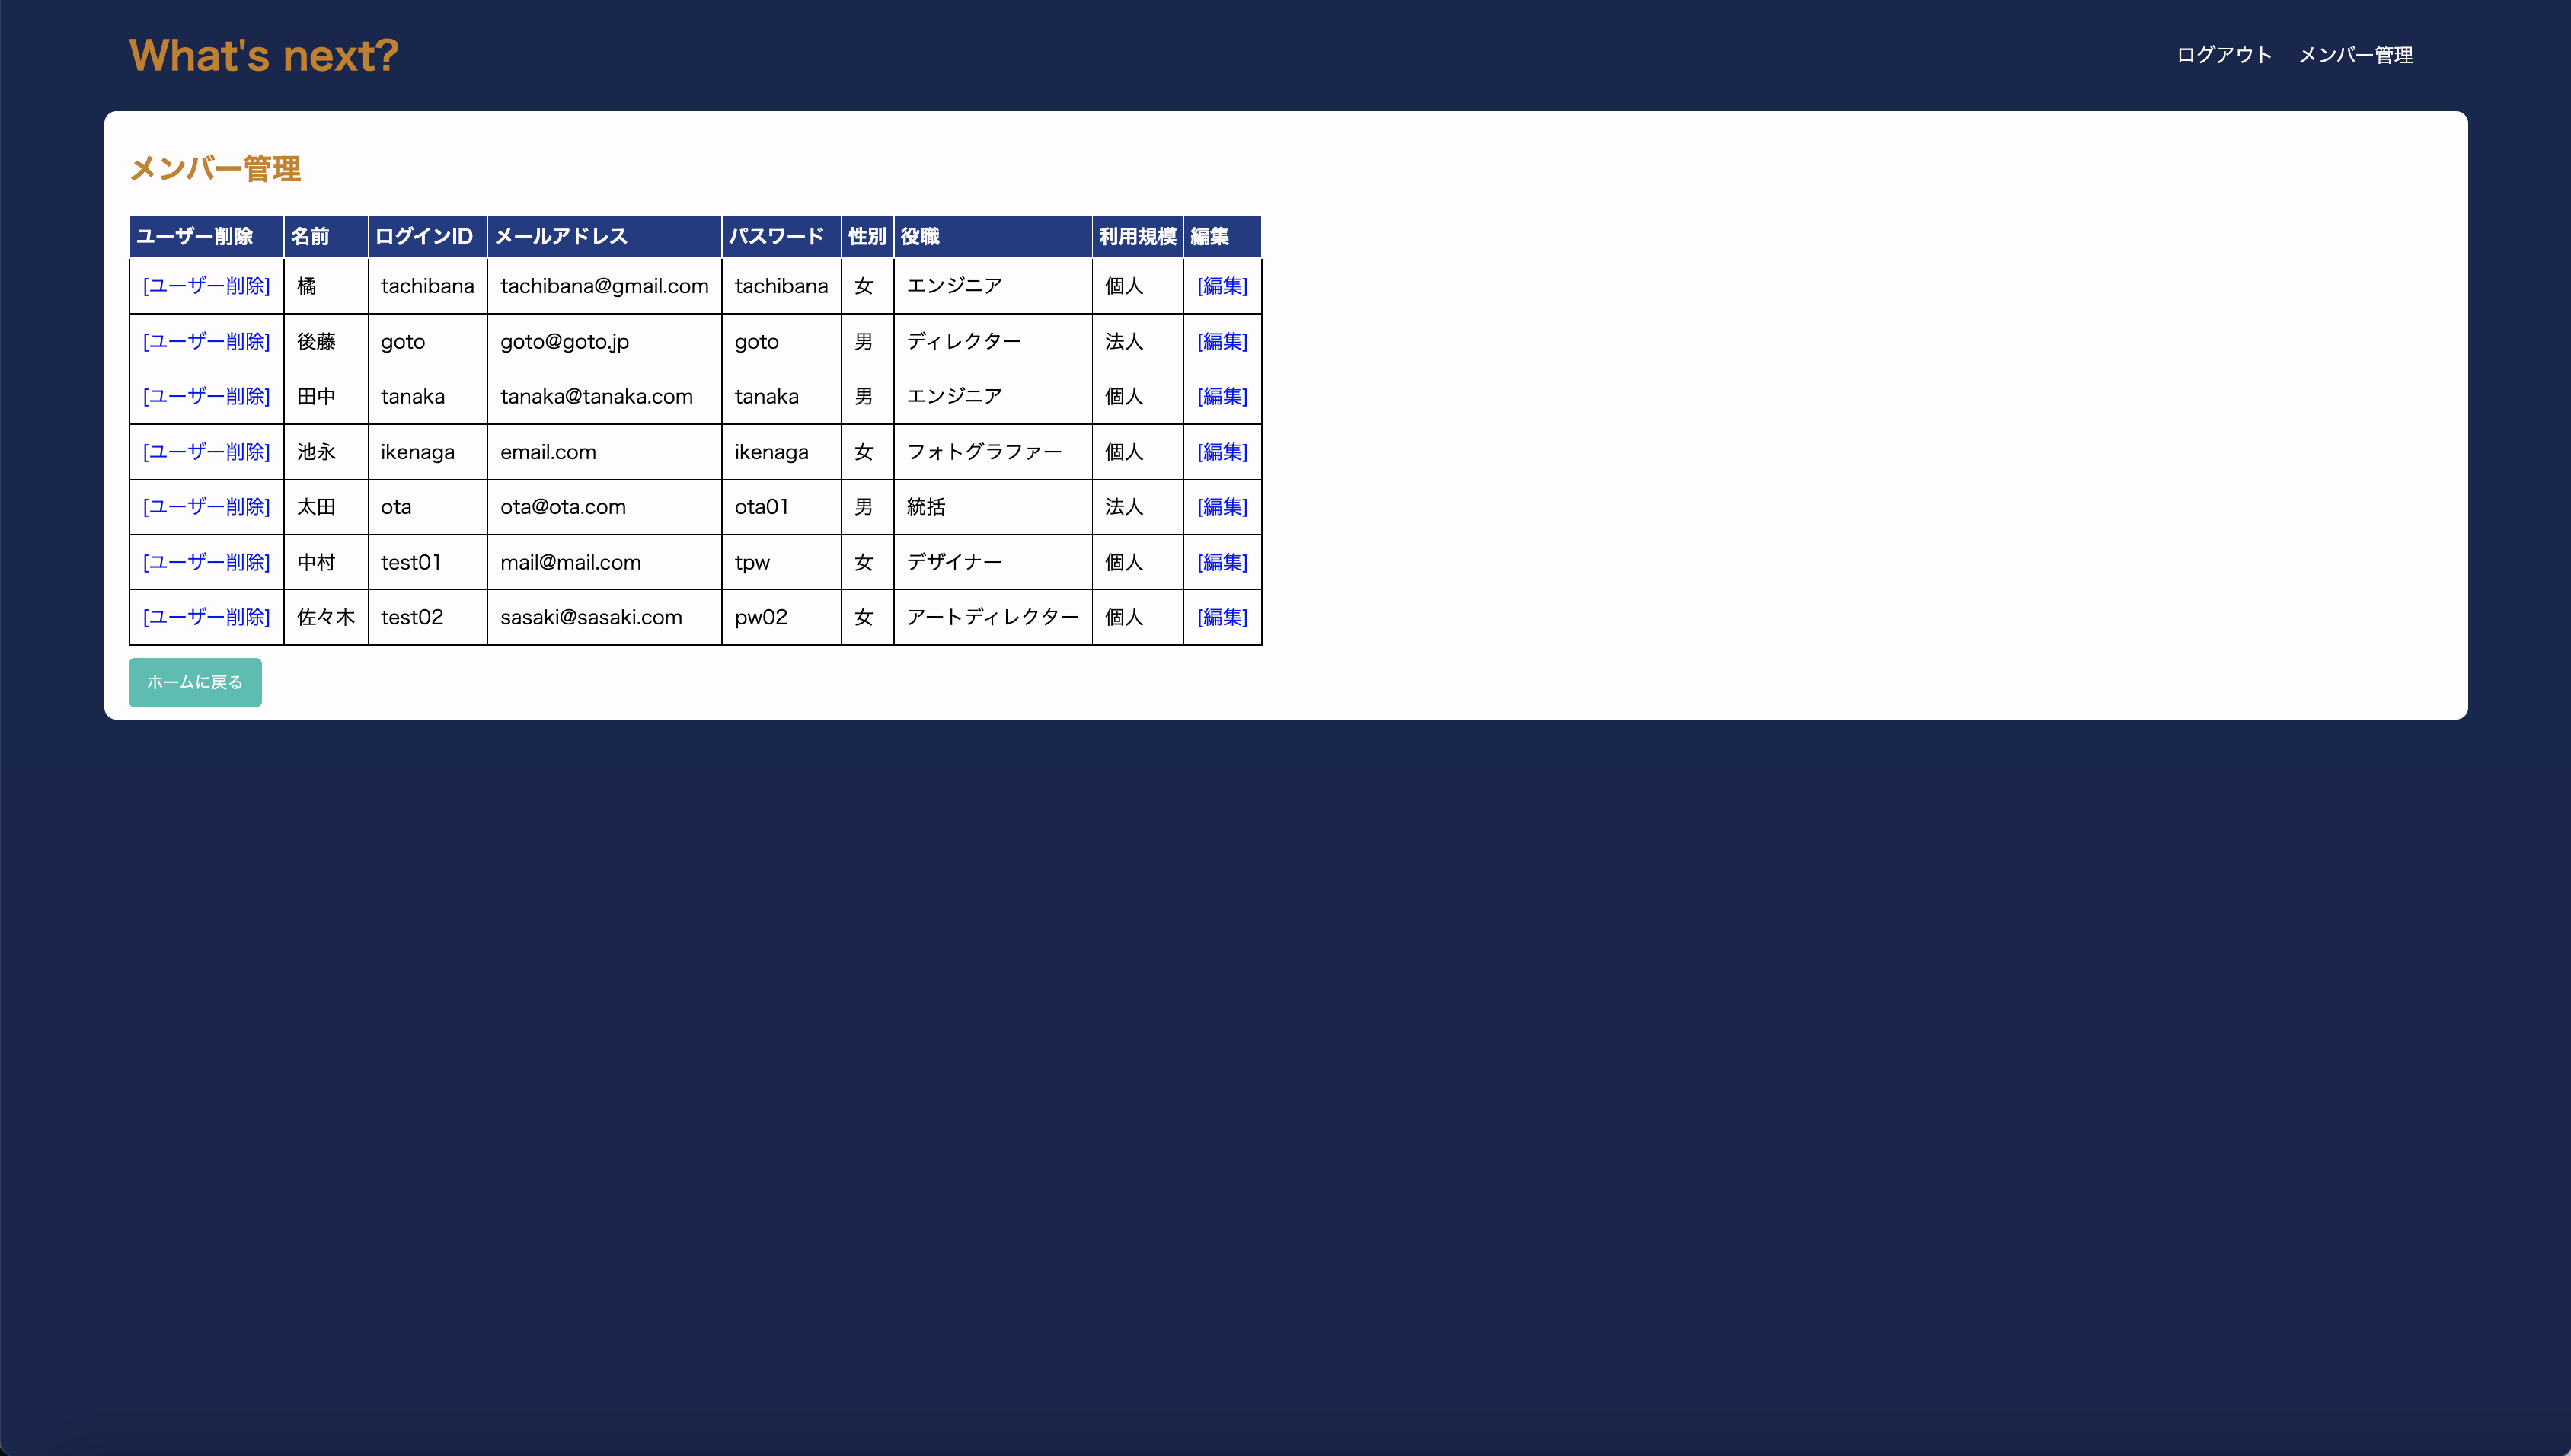 What's next?
ログアウト メンバー管理
メンバー管理
ユーザー削除 名前 ログインID メールアドレス パスワード 性別 役職 利用規模 編集
[ユーザー削除] 橘 tachibana tachibana@gmail.com tachibana 女 エンジニア 個人 [編集]
[ユーザー削除] 後藤 goto goto@goto.jp goto 男 ディレクター 法人 [編集]
[ユーザー削除] 田中 tanaka tanaka@tanaka.com tanaka 男 エンジニア 個人 [編集]
[ユーザー削除] 池永 ikenaga email.com ikenaga 女 フォトグラファー 個人 [編集]
[ユーザー削除] 太田 ota ota@ota.com ota01 男 統括 法人 [編集]
[ユーザー削除] 中村 test01 mail@mail.com tpw 女 デザイナー 個人 [編集]
[ユーザー削除] 佐々木 test02 sasaki@sasaki.com pw02 女 アートディレクター 個人 [編集]
ホームに戻る